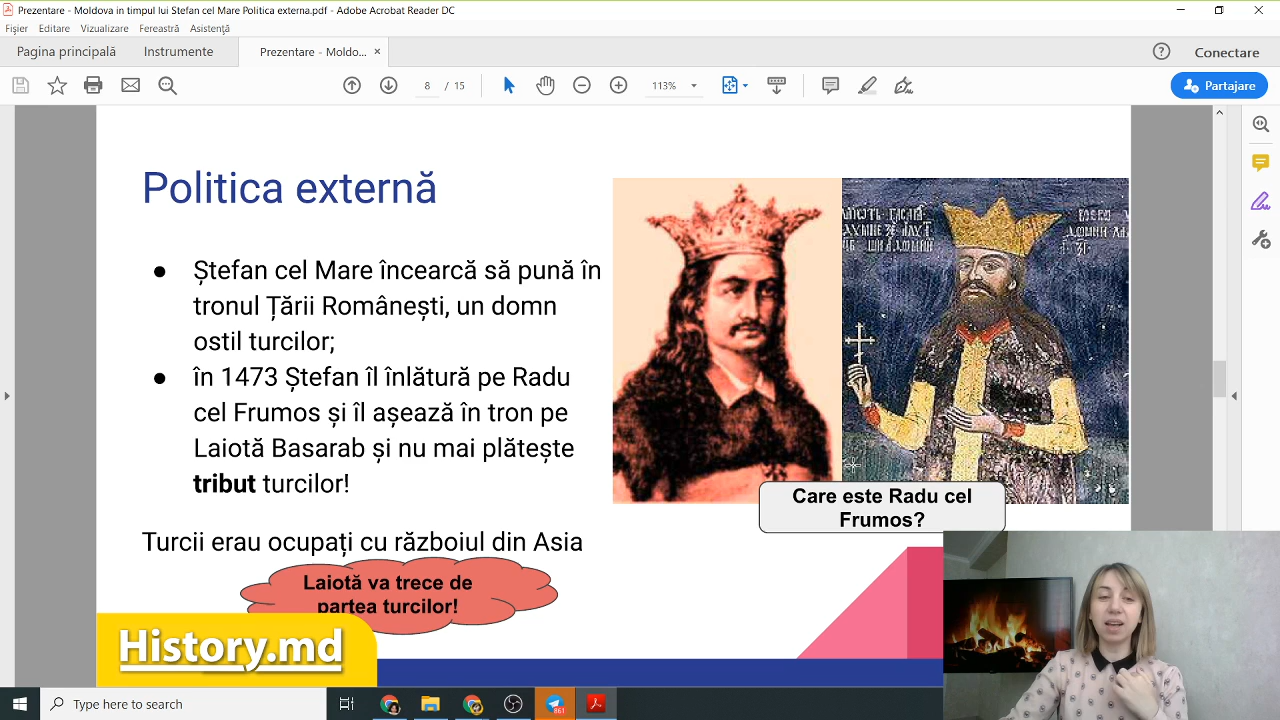 Prezentare - Moldova in timpul lui Stefan cel Mare Politica externa.pdf - Adobe Acrobat Reader DC
Fișier Editare Vizualizare Fereastră Asistență
Pagina principală Instrumente Prezentare - Moldo... × Conectare
8 / 15 113% Partajare
Politica externă
● Ștefan cel Mare încearcă să pună în
tronul Țării Românești, un domn
ostil turcilor;
● în 1473 Ștefan îl înlătură pe Radu
cel Frumos și îl așează în tron pe
Laiotă Basarab și nu mai plătește
tribut turcilor!
Care este Radu cel
Frumos?
Turcii erau ocupați cu războiul din Asia
Laiotă va trece de
partea turcilor!
History.md
Type here to search
861